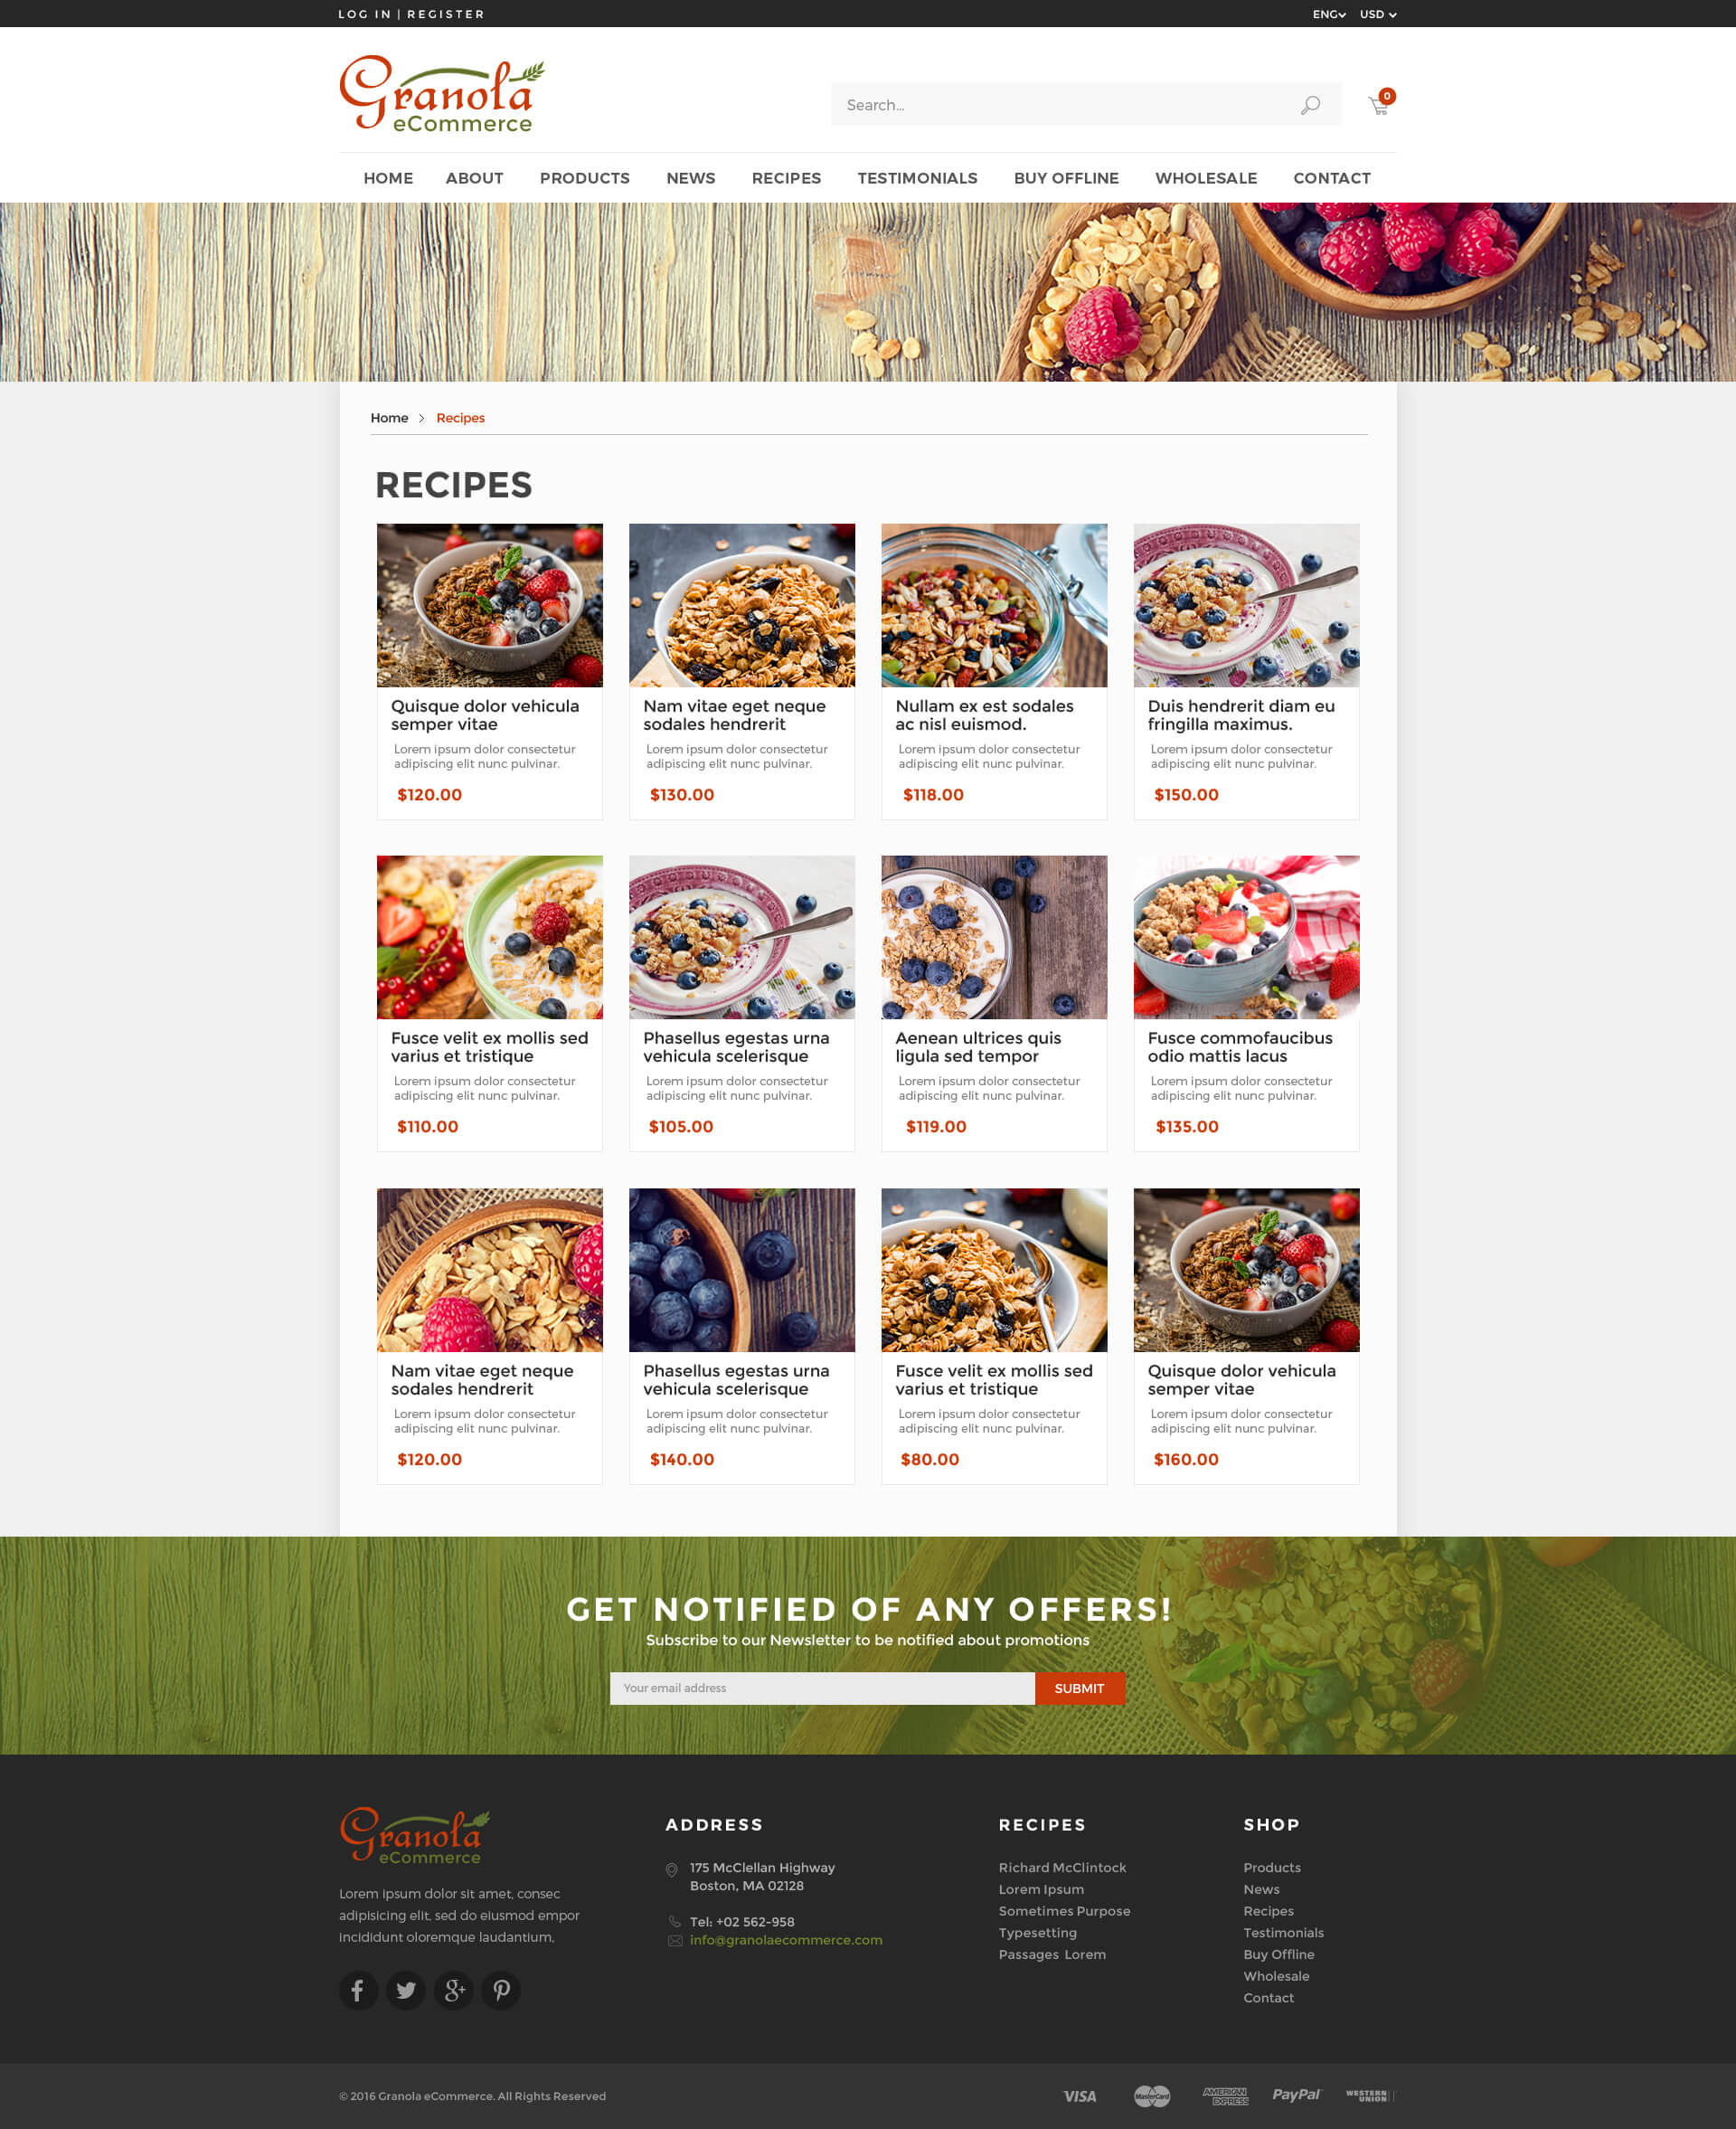 LOG IN | REGISTER
ENG USD
Granola
eCommerce
Search...
0
HOME ABOUT PRODUCTS NEWS RECIPES TESTIMONIALS BUY OFFLINE WHOLESALE CONTACT
Home > Recipes
RECIPES
Quisque dolor vehicula
semper vitae
Lorem ipsum dolor consectetur
adipiscing elit nunc pulvinar.
$120.00
Nam vitae eget neque
sodales hendrerit
Lorem ipsum dolor consectetur
adipiscing elit nunc pulvinar.
$130.00
Nullam ex est sodales
ac nisl euismod.
Lorem ipsum dolor consectetur
adipiscing elit nunc pulvinar.
$118.00
Duis hendrerit diam eu
fringilla maximus.
Lorem ipsum dolor consectetur
adipiscing elit nunc pulvinar.
$150.00
Fusce velit ex mollis sed
varius et tristique
Lorem ipsum dolor consectetur
adipiscing elit nunc pulvinar.
$110.00
Phasellus egestas urna
vehicula scelerisque
Lorem ipsum dolor consectetur
adipiscing elit nunc pulvinar.
$105.00
Aenean ultrices quis
ligula sed tempor
Lorem ipsum dolor consectetur
adipiscing elit nunc pulvinar.
$119.00
Fusce commofaucibus
odio mattis lacus
Lorem ipsum dolor consectetur
adipiscing elit nunc pulvinar.
$135.00
Nam vitae eget neque
sodales hendrerit
Lorem ipsum dolor consectetur
adipiscing elit nunc pulvinar.
$120.00
Phasellus egestas urna
vehicula scelerisque
Lorem ipsum dolor consectetur
adipiscing elit nunc pulvinar.
$140.00
Fusce velit ex mollis sed
varius et tristique
Lorem ipsum dolor consectetur
adipiscing elit nunc pulvinar.
$80.00
Quisque dolor vehicula
semper vitae
Lorem ipsum dolor consectetur
adipiscing elit nunc pulvinar.
$160.00
GET NOTIFIED OF ANY OFFERS!
Subscribe to our Newsletter to be notified about promotions
Your email address
SUBMIT
Granola
eCommerce
Lorem ipsum dolor sit amet, consec
adipisicing elit, sed do eiusmod empor
incididunt oloremque laudantium,
ADDRESS
175 McClellan Highway
Boston, MA 02128
Tel: +02 562-958
info@granolaecommerce.com
RECIPES
Richard McClintock
Lorem Ipsum
Sometimes Purpose
Typesetting
Passages Lorem
SHOP
Products
News
Recipes
Testimonials
Buy Offline
Wholesale
Contact
© 2016 Granola eCommerce. All Rights Reserved
VISA
MasterCard
AMERICAN
EXPRESS
PayPal
WESTERN
UNION